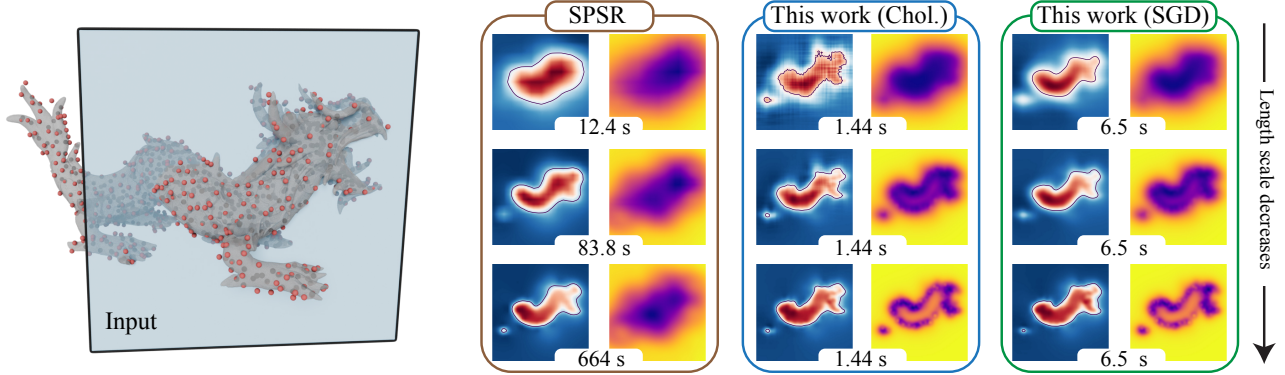 SPSR
This work (Chol.)
This work (SGD)
12.4 s
1.44 s
6.5 s
83.8 s
1.44 s
6.5 s
664 s
1.44 s
6.5 s
Input
Length scale decreases